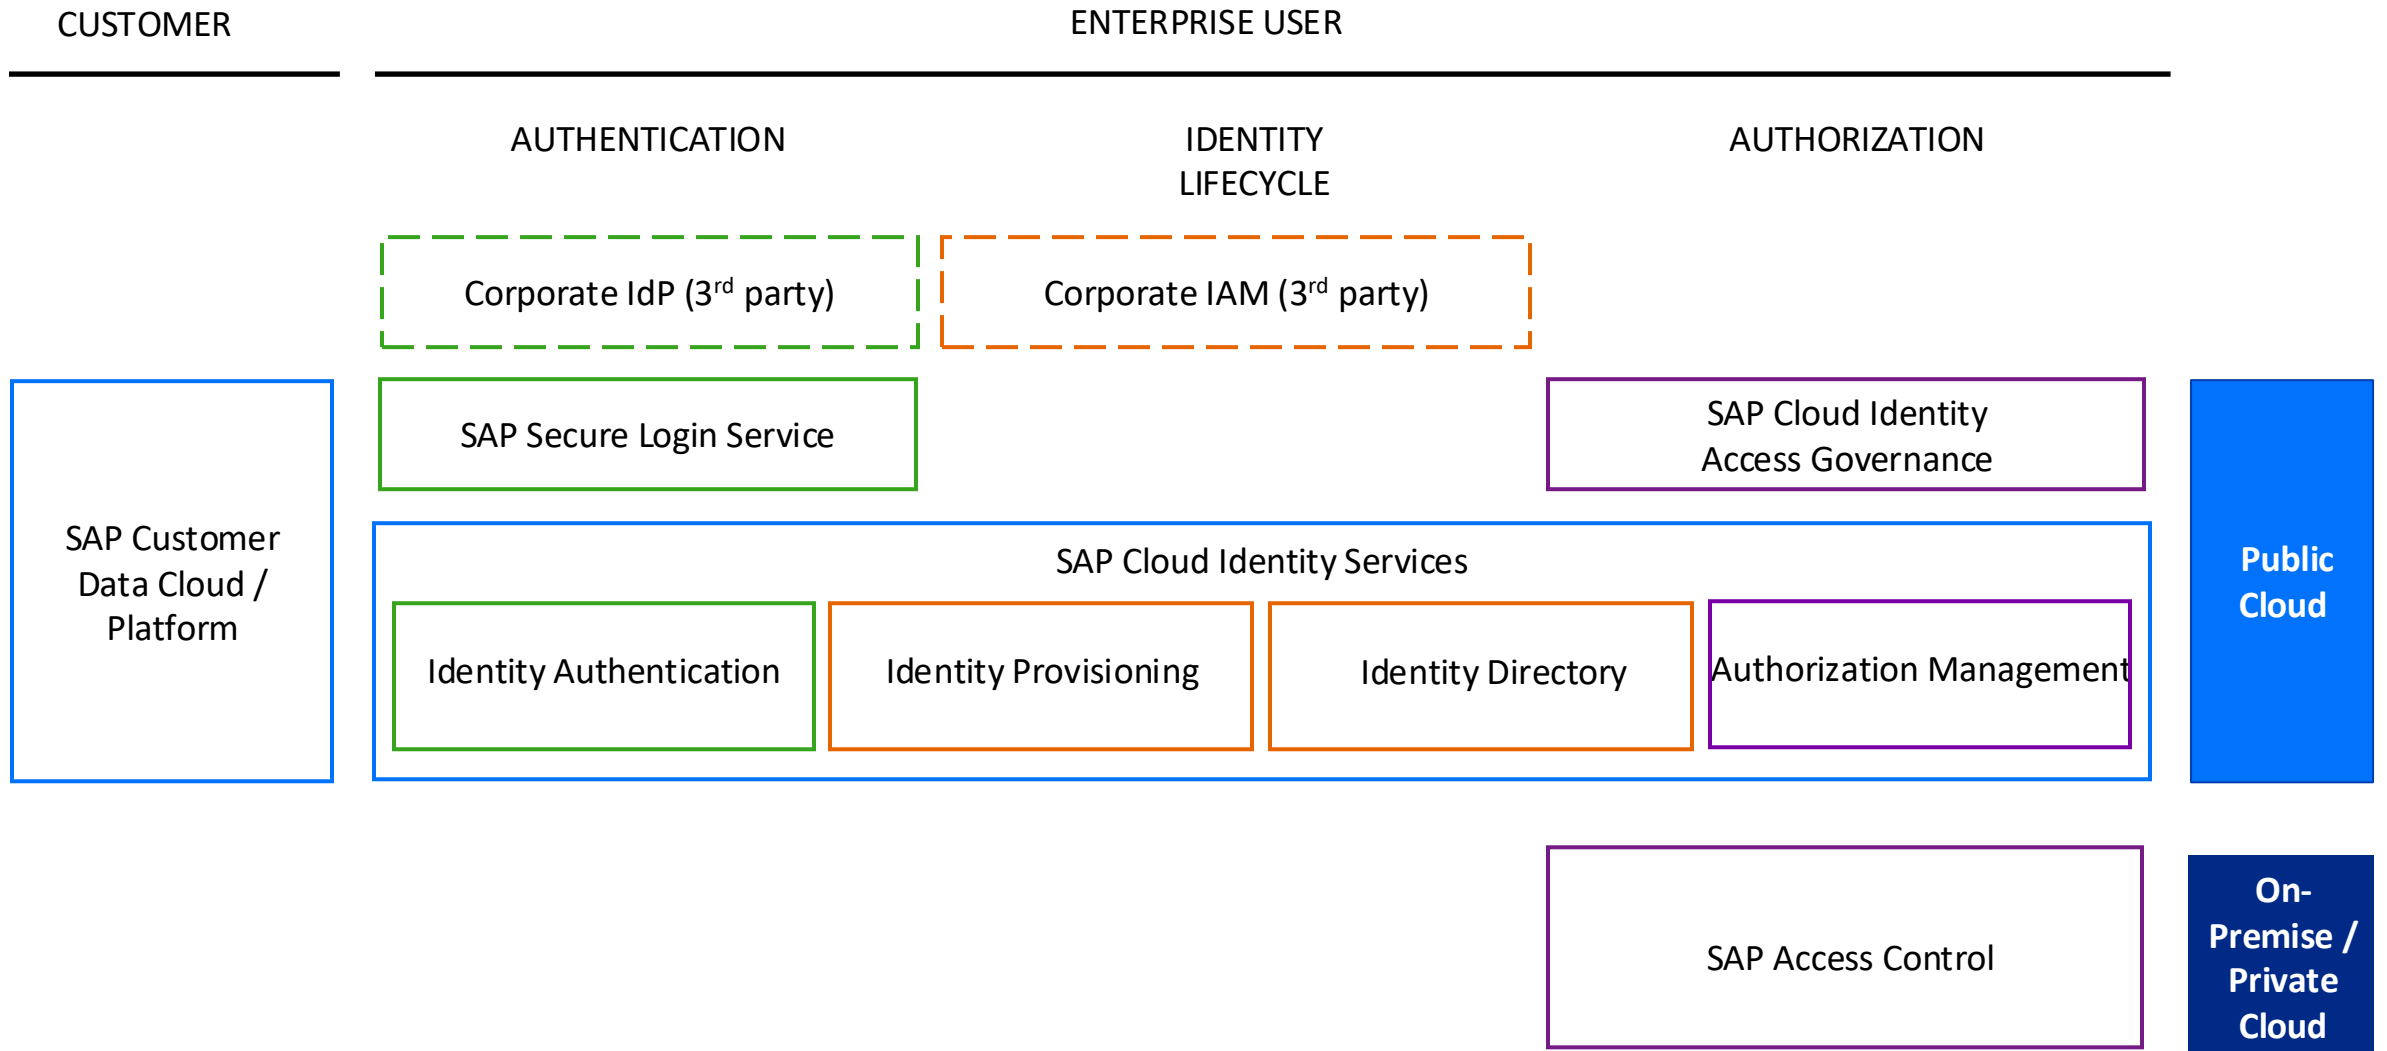 CUSTOMER
ENTERPRISE USER
AUTHENTICATION
IDENTITY
LIFECYCLE
AUTHORIZATION
Corporate IdP (3rd party)
Corporate IAM (3rd party)
SAP Customer
Data Cloud /
Platform
SAP Secure Login Service
SAP Cloud Identity
Access Governance
SAP Cloud Identity Services
Identity Authentication
Identity Provisioning
Identity Directory
Authorization Management
Public
Cloud
SAP Access Control
On-
Premise /
Private
Cloud